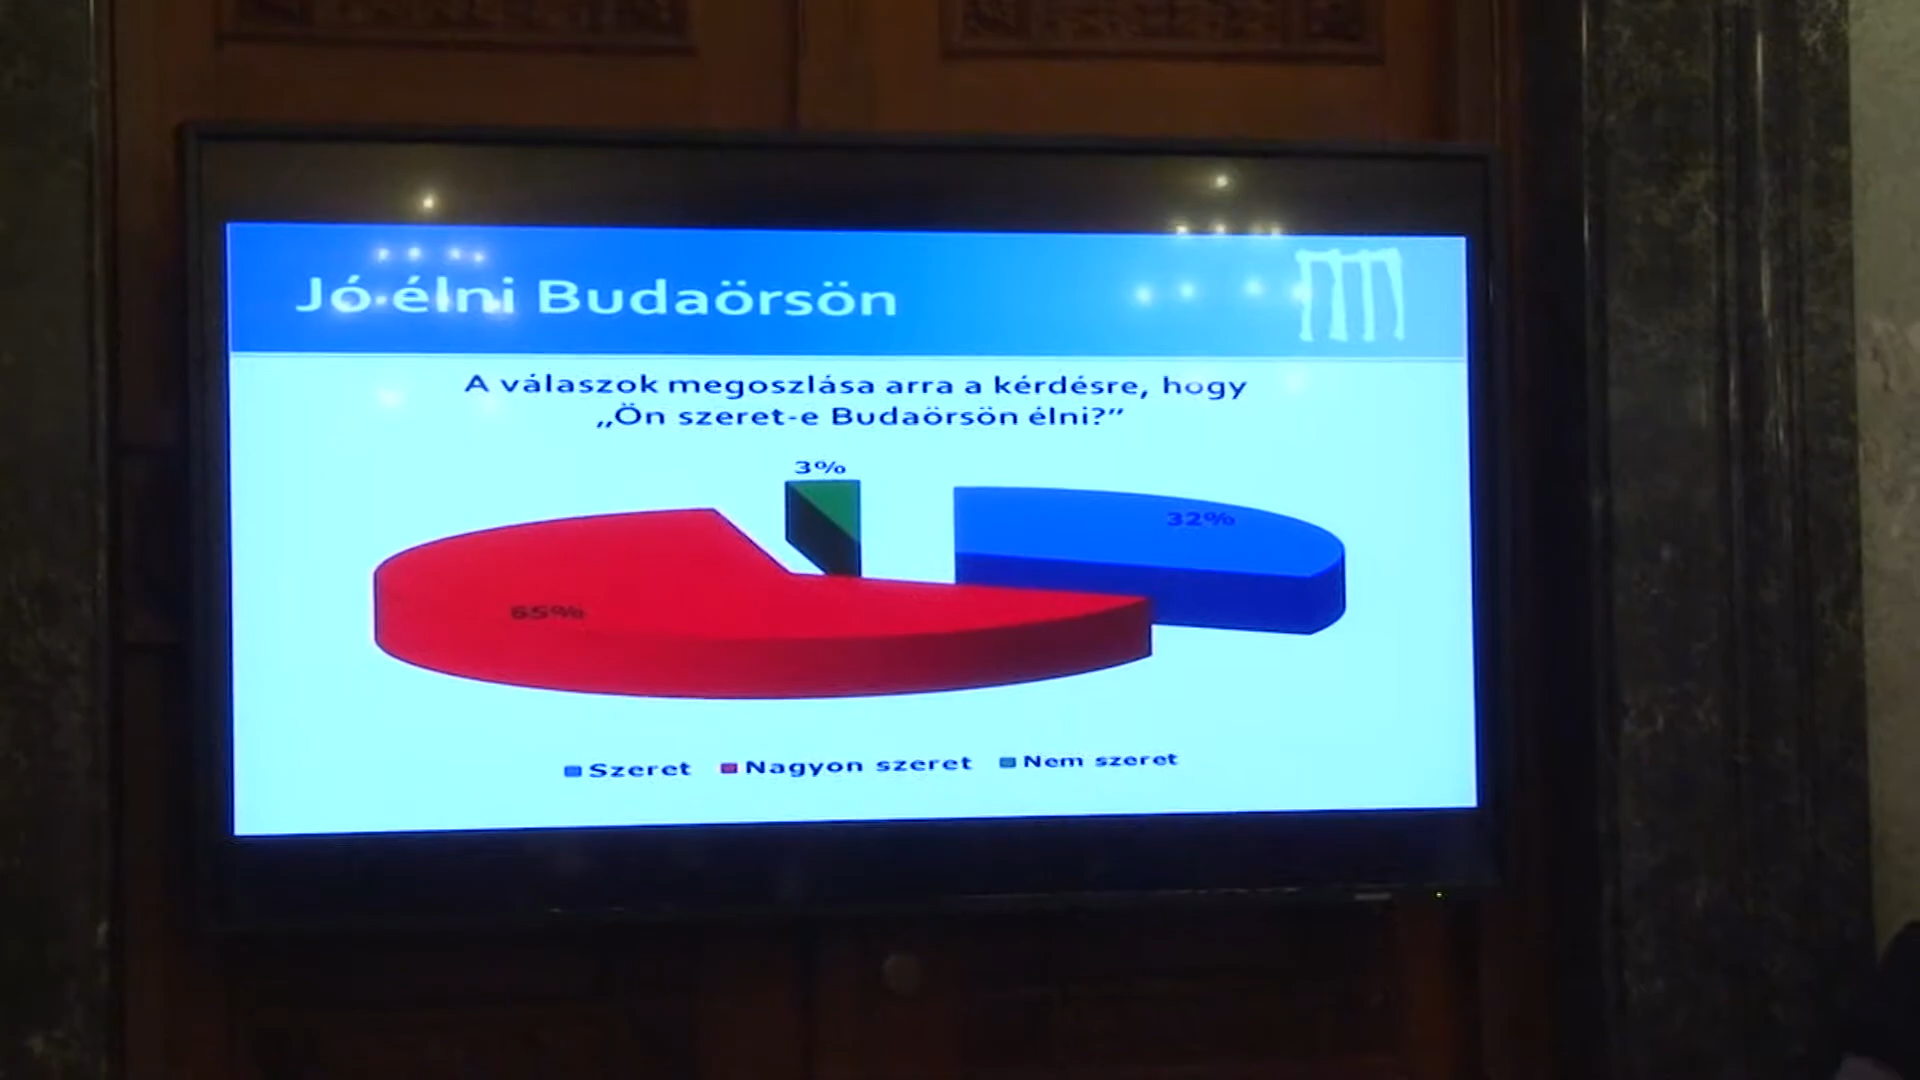 Jó élni Budaörsön
A válaszok megoszlása arra a kérdésre, hogy
„Ön szeret-e Budaörsön élni?”
3%
32%
65%
Szeret Nagyon szeret Nem szeret